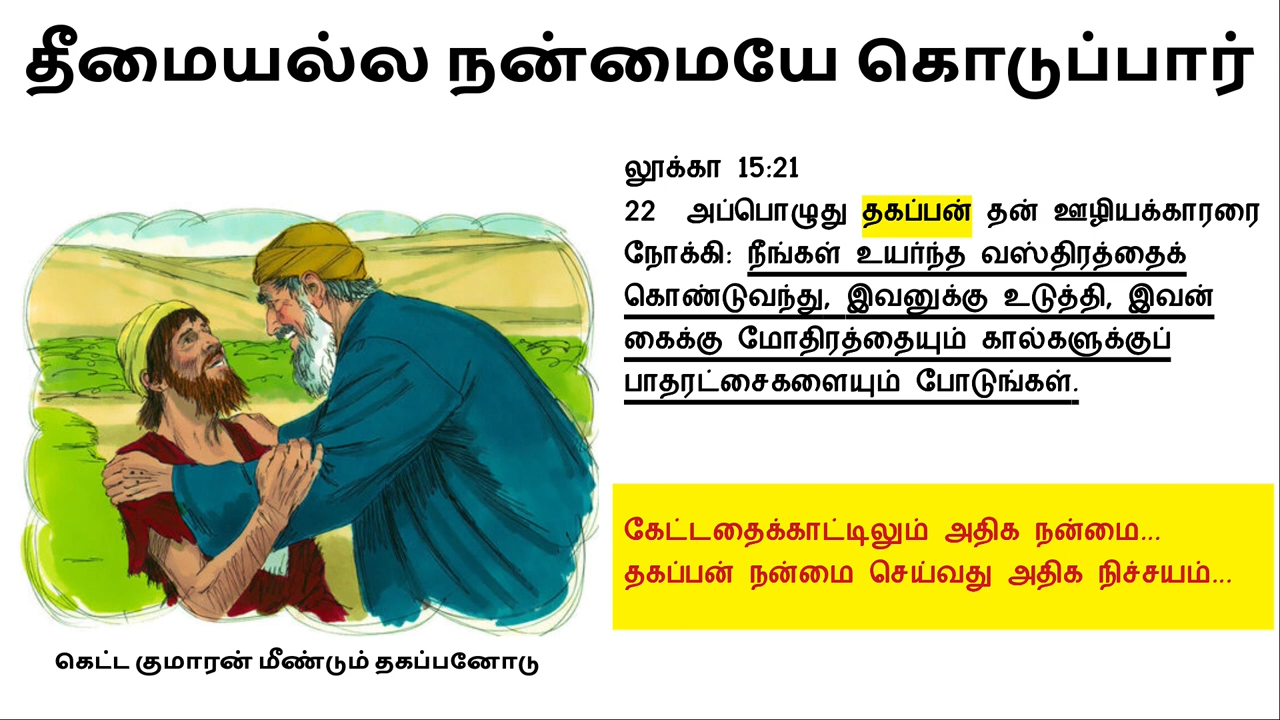 தீமையல்ல நன்மையே கொடுப்பார்
லூக்கா 15:21
22 அப்பொழுது தகப்பன் தன் ஊழியக்காரரை
நோக்கி: நீங்கள் உயர்ந்த வஸ்திரத்தைக்
கொண்டுவந்து, இவனுக்கு உடுத்தி, இவன்
கைக்கு மோதிரத்தையும் கால்களுக்குப்
பாதரட்சைகளையும் போடுங்கள்.
கேட்டதைக்காட்டிலும் அதிக நன்மை...
தகப்பன் நன்மை செய்வது அதிக நிச்சயம்...
கெட்ட குமாரன் மீண்டும் தகப்பனோடு